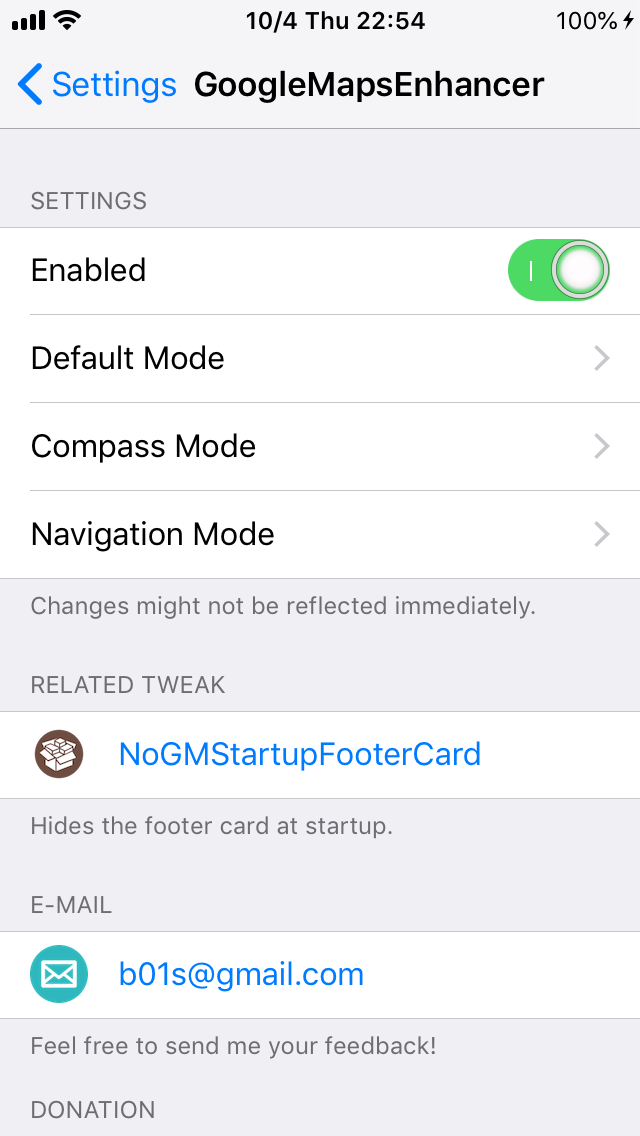 10/4 Thu 22:54
100%
Settings
GoogleMapsEnhancer
SETTINGS
Enabled
Default Mode
Compass Mode
Navigation Mode
Changes might not be reflected immediately.
RELATED TWEAK
NoGMStartupFooterCard
Hides the footer card at startup.
E-MAIL
b01s@gmail.com
Feel free to send me your feedback!
DONATION